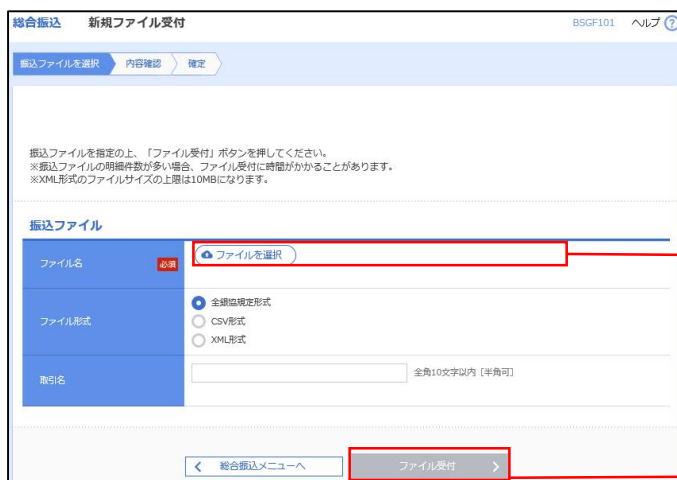 総合振込 新規ファイル受付 BSGF101 ヘルプ ?
振込ファイルを選択 内容確認 確定
振込ファイルを指定の上、「ファイル受付」ボタンを押してください。
※振込ファイルの明細件数が多い場合、ファイル受付に時間がかかることがあります。
※XML形式のファイルサイズの上限は10MBになります。
振込ファイル
ファイル名 必須 ファイルを選択
ファイル形式
全銀協規定形式
CSV形式
XML形式
取引名 全角10文字以内［半角可］
総合振込メニューへ ファイル受付